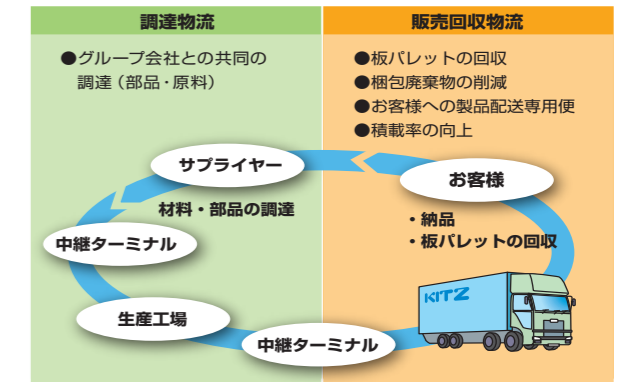 調達物流
●グループ会社との共同の
調達（部品・原料）
販売回収物流
●板パレットの回収
●梱包廃棄物の削減
●お客様への製品配送専用便
●積載率の向上
サプライヤー
お客様
材料・部品の調達
・納品
・板パレットの回収
中継ターミナル
KITZ
生産工場
中継ターミナル